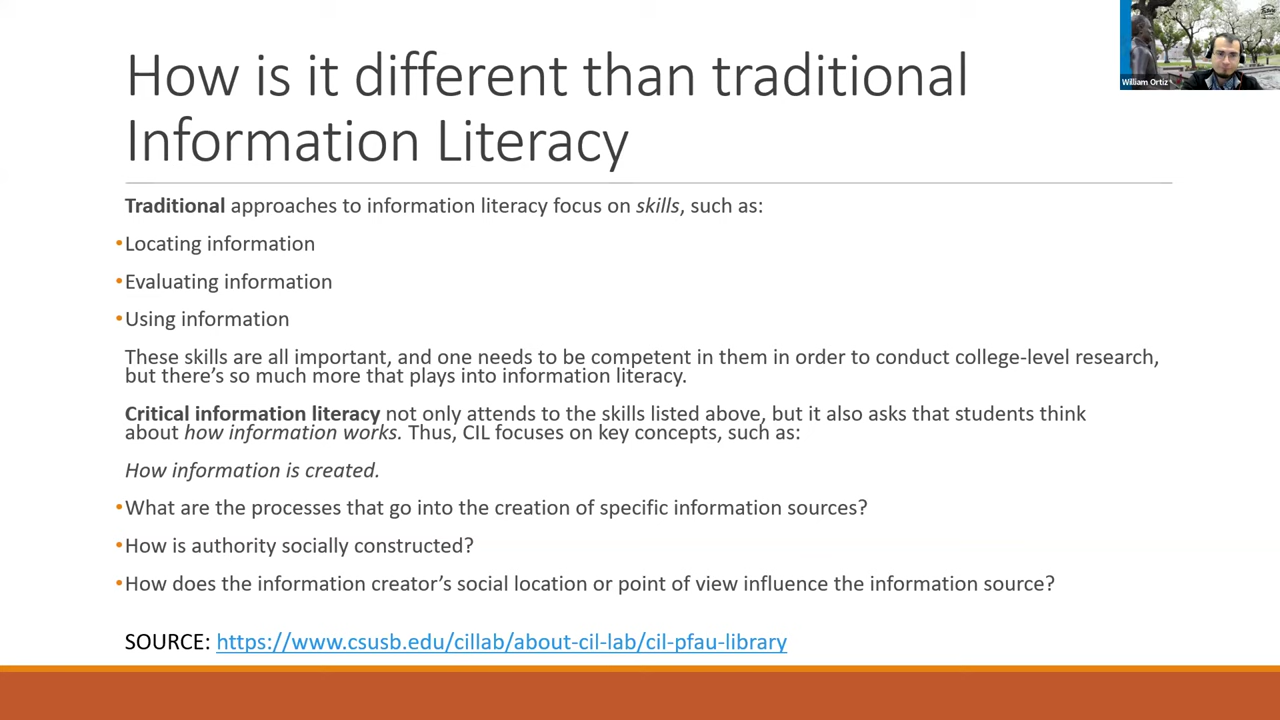 How is it different than traditional
Information Literacy
William Ortiz
Traditional approaches to information literacy focus on skills, such as:
•Locating information
•Evaluating information
•Using information
These skills are all important, and one needs to be competent in them in order to conduct college-level research,
but there's so much more that plays into information literacy.
Critical information literacy not only attends to the skills listed above, but it also asks that students think
about how information works. Thus, CIL focuses on key concepts, such as:
How information is created.
•What are the processes that go into the creation of specific information sources?
•How is authority socially constructed?
•How does the information creator's social location or point of view influence the information source?
SOURCE: https://www.csusb.edu/cillab/about-cil-lab/cil-pfau-library